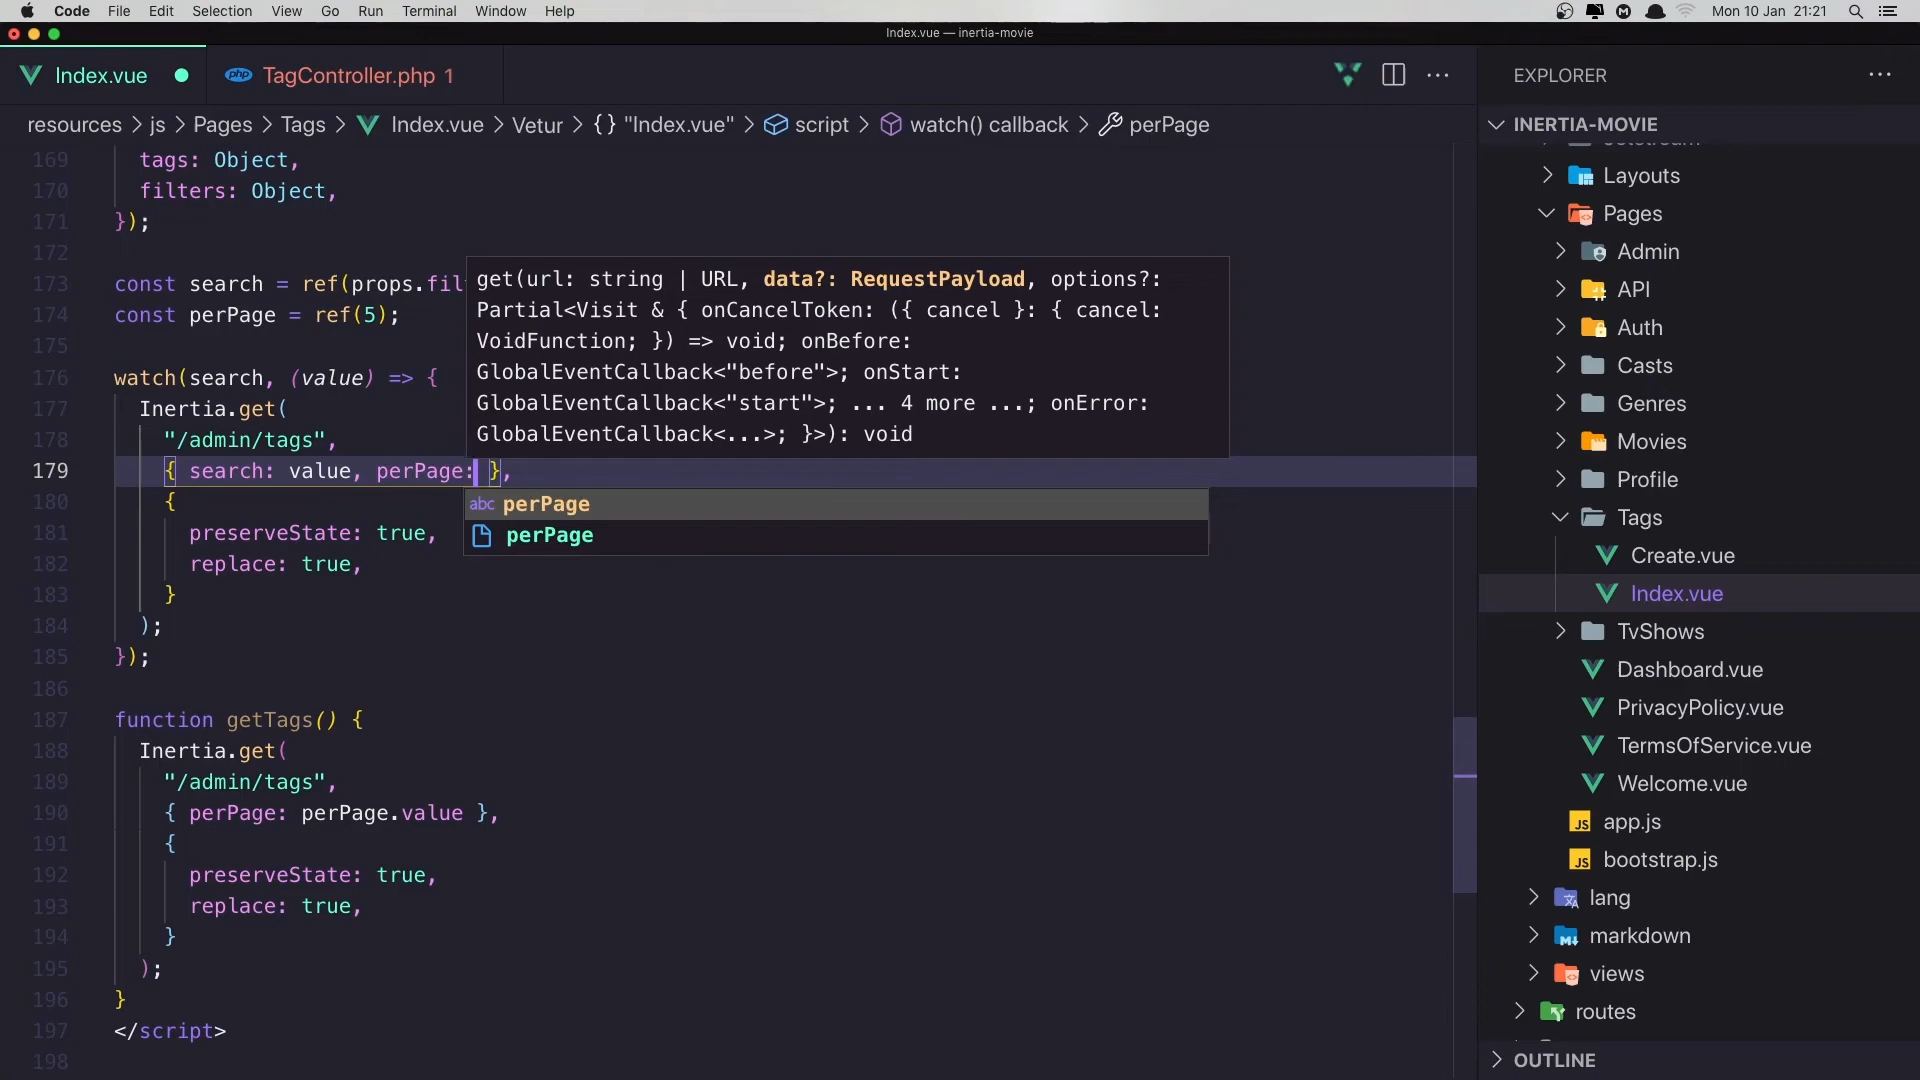 Code File Edit Selection View Go Run Terminal Window Help Mon 10 Jan 21:21
Index.vue — inertia-movie
Index.vue
TagController.php 1
resources > js > Pages > Tags > Index.vue > Vetur > {} "Index.vue" > script > watch() callback > perPage
169 tags: Object,
170 filters: Object,
171 });
172
173 const search = ref(props.fil
174 const perPage = ref(5);
175
176 watch(search, (value) => {
177 Inertia.get(
178 "/admin/tags",
179 { search: value, perPage: },
180 {
181 preserveState: true,
182 replace: true,
183 }
184 );
185 });
186
187 function getTags() {
188 Inertia.get(
189 "/admin/tags",
190 { perPage: perPage.value },
191 {
192 preserveState: true,
193 replace: true,
194 }
195 );
196 }
197 </script>
198
get(url: string | URL, data?: RequestPayload, options?:
Partial<Visit & { onCancelToken: ({ cancel }: { cancel:
VoidFunction; }) => void; onBefore:
GlobalEventCallback<"before">; onStart:
GlobalEventCallback<"start">; ... 4 more ...; onError:
GlobalEventCallback<...>; }>): void
abc perPage
perPage
EXPLORER
INERTIA-MOVIE
Layouts
Pages
Admin
API
Auth
Casts
Genres
Movies
Profile
Tags
Create.vue
Index.vue
TvShows
Dashboard.vue
PrivacyPolicy.vue
TermsOfService.vue
Welcome.vue
app.js
bootstrap.js
lang
markdown
views
routes
OUTLINE